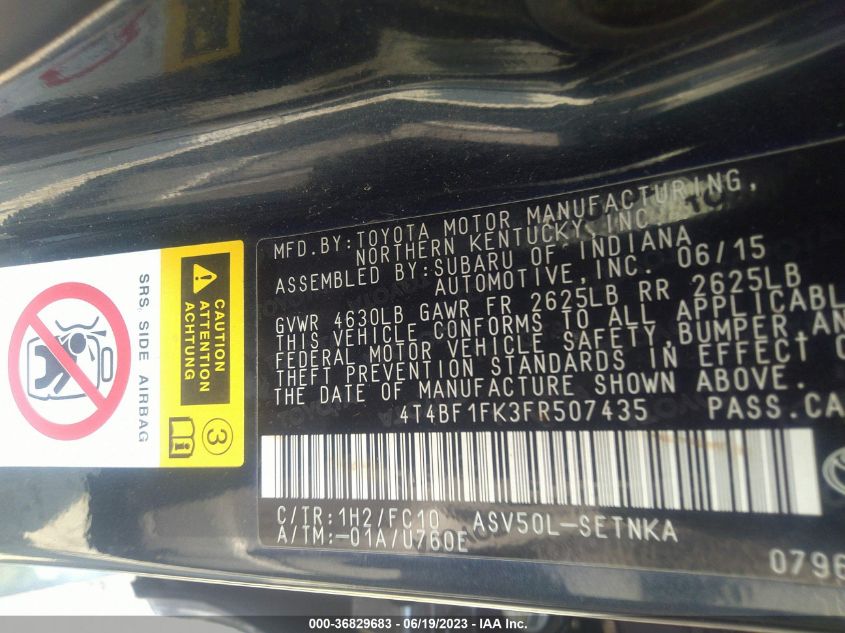 MFD.BY:TOYOTA MOTOR MANUFACTURING,
NORTHERN KENTUCKY, INC.
ASSEMBLED BY:SUBARU OF INDIANA
AUTOMOTIVE,INC. 06/15
GVWR 4630LB GAWR FR 2625LB RR 2625LB
THIS VEHICLE CONFORMS TO ALL APPLICABL
FEDERAL MOTOR VEHICLE SAFETY,BUMPER,AN
THEFT PREVENTION STANDARDS IN EFFECT O
THE DATE OF MANUFACTURE SHOWN ABOVE.
4T4BF1FK3FR507435 PASS.CA
C/TR:1H2/FC10 ASV50L-SETNKA
A/TM:-01A/U760E
0796
SRS SIDE AIRBAG
CAUTION
ATTENTION
ACHTUNG
3
000-36829683 - 06/19/2023 - IAA Inc.